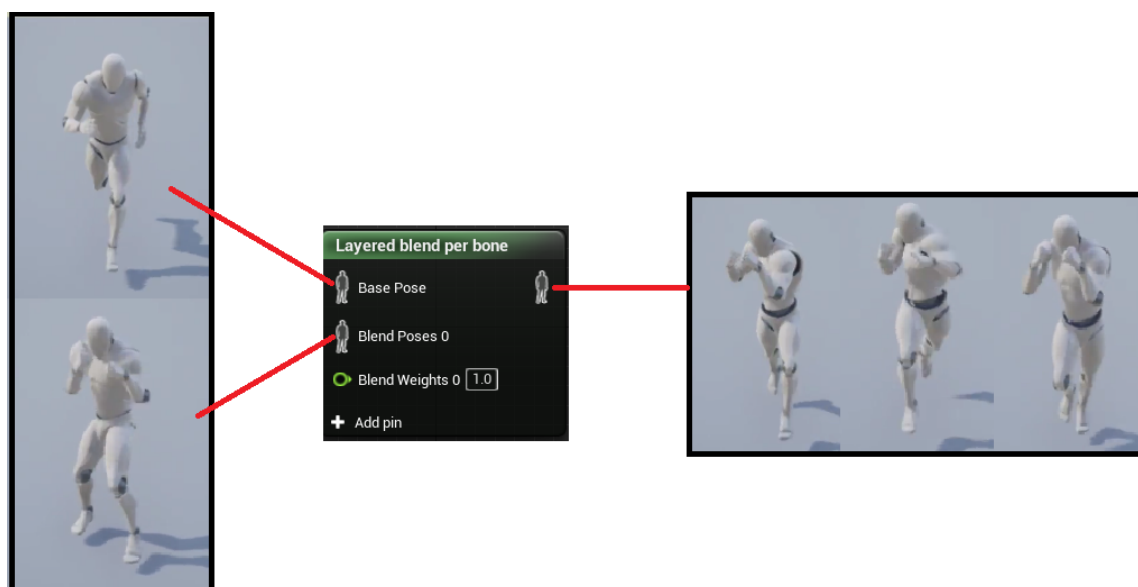 Layered blend per bone
Base Pose
Blend Poses 0
Blend Weights 0 1.0
Add pin